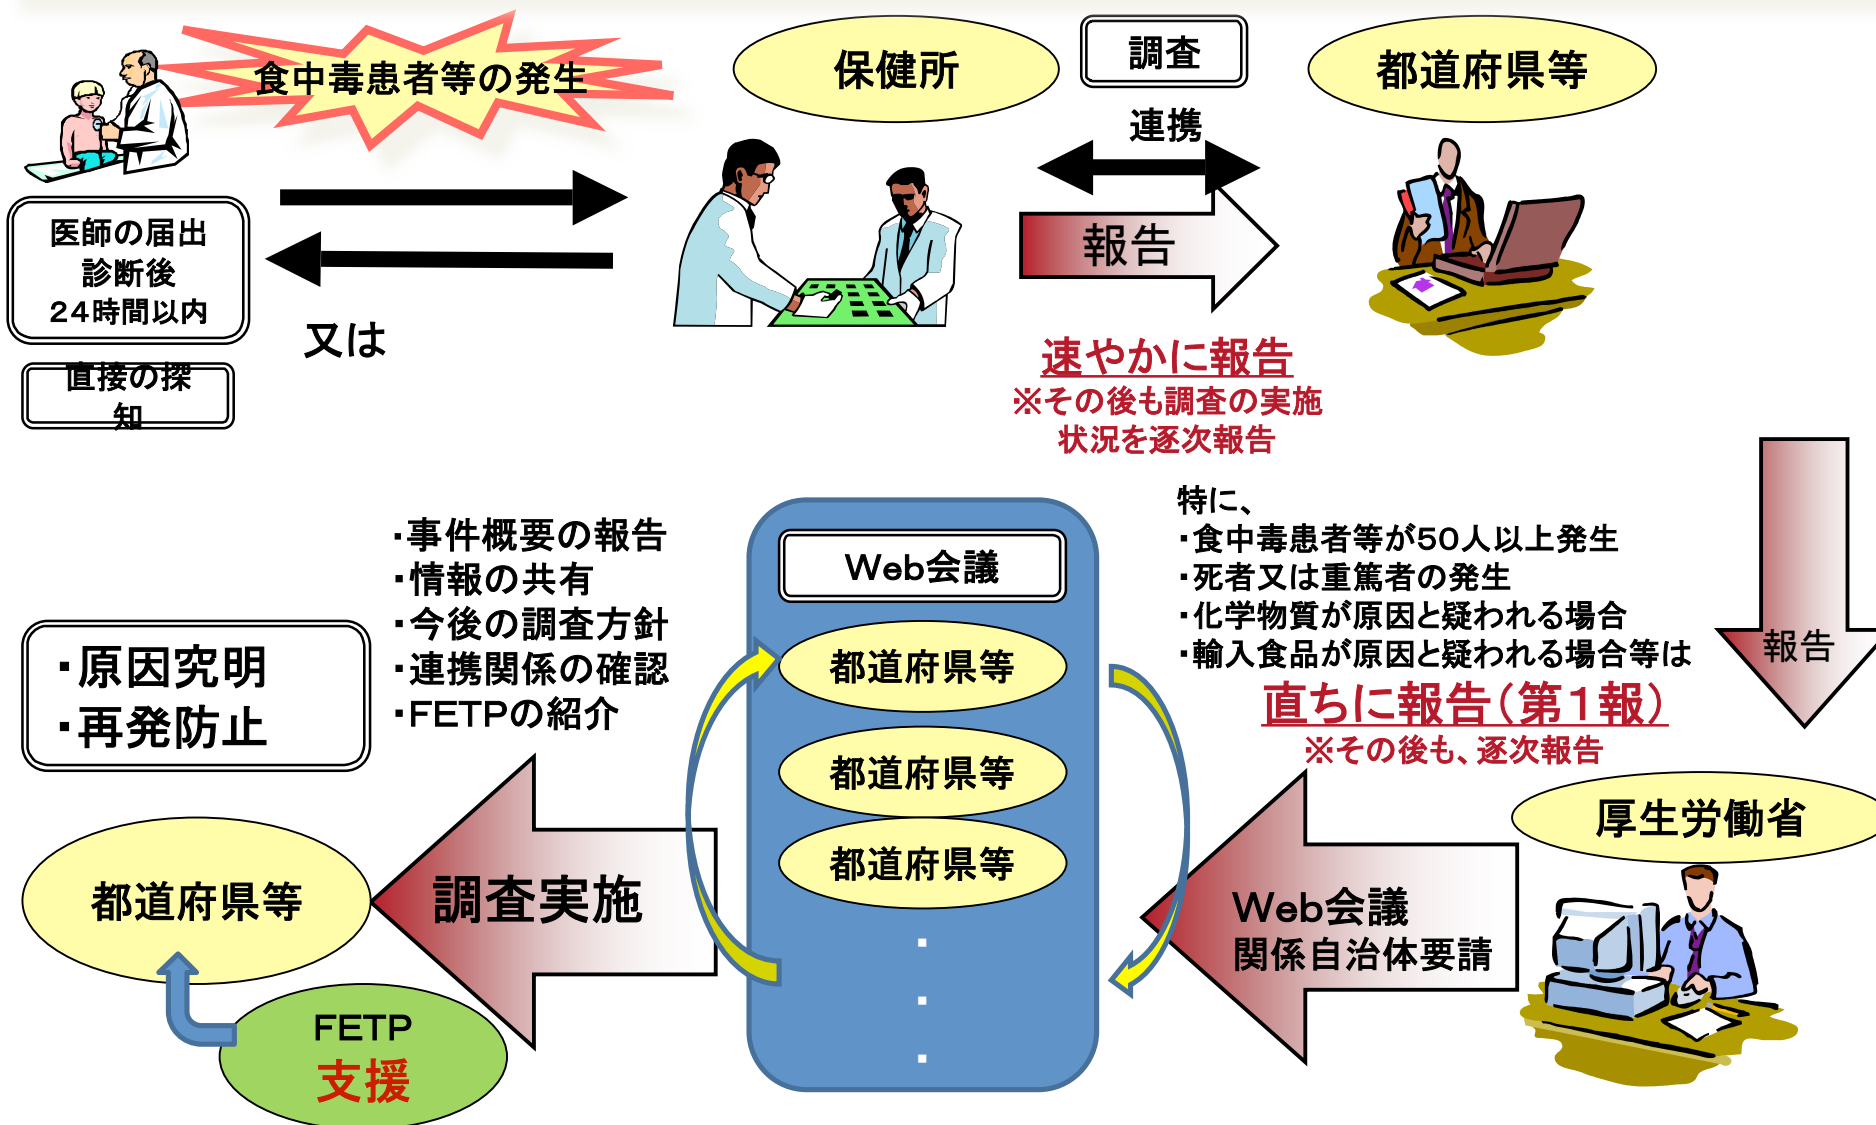 食中毒患者等の発生
保健所
調査
連携
都道府県等
医師の届出
診断後
24時間以内
又は
直接の探
知
報告
速やかに報告
※その後も調査の実施
状況を逐次報告
特に、
・食中毒患者等が50人以上発生
・死者又は重篤者の発生
・化学物質が原因と疑われる場合
・輸入食品が原因と疑われる場合等は
直ちに報告（第１報）
※その後も、逐次報告
報告
厚生労働省
Web会議
関係自治体要請
Web会議
都道府県等
都道府県等
都道府県等
・
・
・
・事件概要の報告
・情報の共有
・今後の調査方針
・連携関係の確認
・FETPの紹介
調査実施
・原因究明
・再発防止
都道府県等
FETP
支援